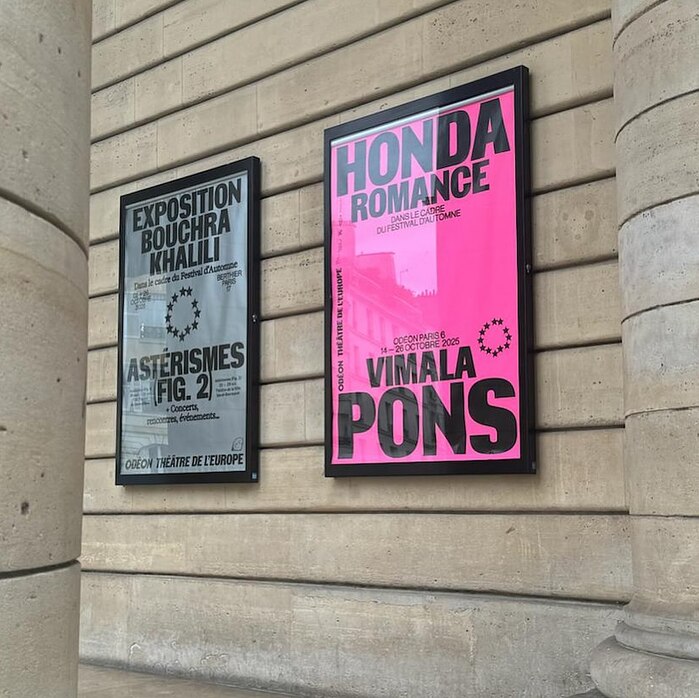 EXPOSITION
BOUCHRA
KHALILI
Dans le cadre du Festival d'Automne
OCTOBRE
2025
BERTHIER
PARIS
17
ASTÉRISMES
(FIG. 2)
+ Concerts,
rencontres, événements...
ODÉON THÉÂTRE DE L'EUROPE
HONDA
ROMANCE
DANS LE CADRE
DU FESTIVAL D'AUTOMNE
ODÉON THÉÂTRE DE L'EUROPE
ODÉON PARIS 6
14 – 26 OCTOBRE 2025
VIMALA
PONS